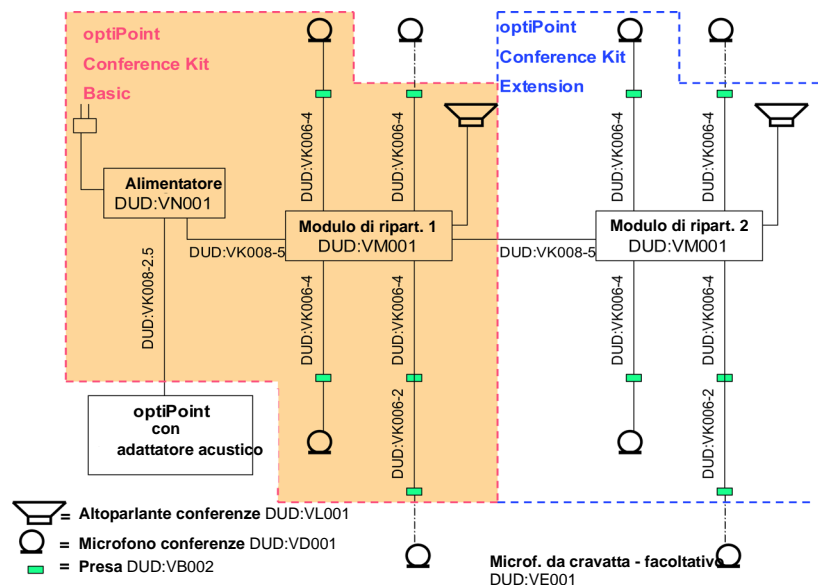 optiPoint
Conference Kit
Basic
optiPoint
Conference Kit
Extension
DUD:VK006-4
DUD:VK006-4
DUD:VK006-4
DUD:VK006-4
Alimentatore
DUD:VN001
Modulo di ripart. 1
DUD:VM001
Modulo di ripart. 2
DUD:VM001
DUD:VK008-5
DUD:VK008-5
DUD:VK008-2.5
DUD:VK006-4
DUD:VK006-4
DUD:VK006-4
DUD:VK006-4
optiPoint
con
adattatore acustico
DUD:VK006-2
DUD:VK006-2
= Altoparlante conferenze DUD:VL001
= Microfono conferenze DUD:VD001
= Presa DUD:VB002
Microf. da cravatta - facoltativo
DUD:VE001